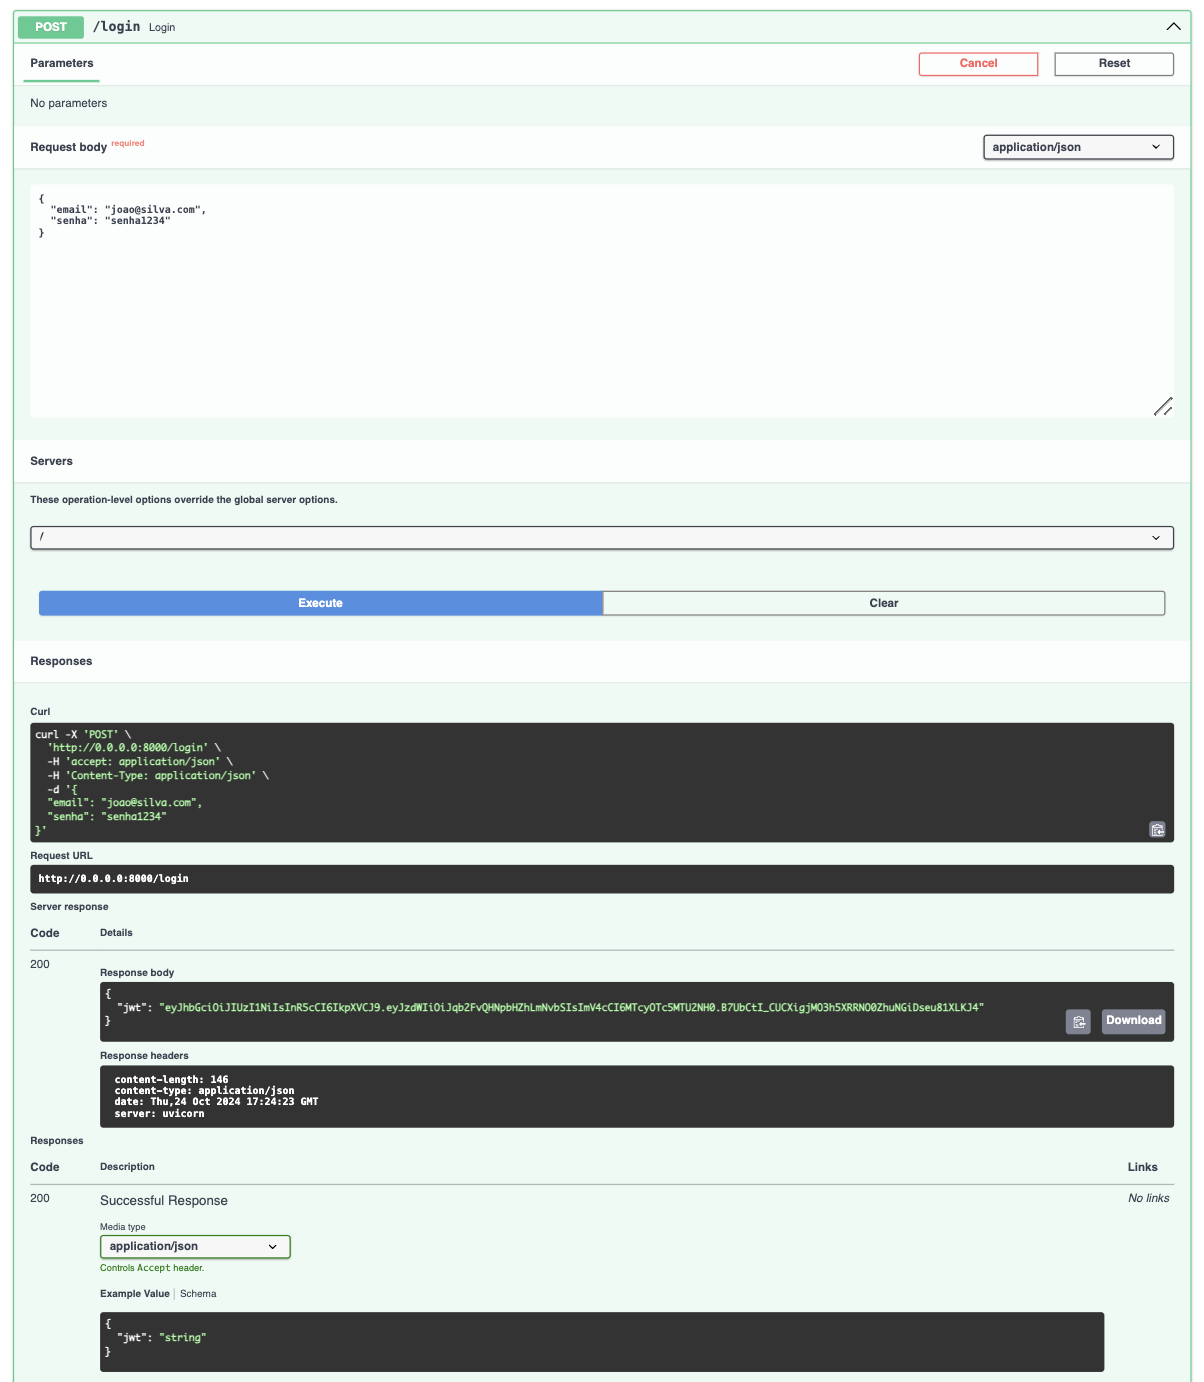 POST /login Login
Parameters
Cancel
Reset
No parameters
Request body required
application/json
{
  "email": "joao@silva.com",
  "senha": "senha1234"
}
Servers
These operation-level options override the global server options.
/
Execute
Clear
Responses
Curl
curl -X 'POST' \
  'http://0.0.0.0:8000/login' \
  -H 'accept: application/json' \
  -H 'Content-Type: application/json' \
  -d '{
  "email": "joao@silva.com",
  "senha": "senha1234"
}'
Request URL
http://0.0.0.0:8000/login
Server response
Code Details
200
Response body
{
  "jwt": "eyJhbGciOiJIUzI1NiIsInR5cCI6IkpXVCJ9.eyJzdWIiOiJqb2FvQHNpbHZhLmNvbSIsImV4cCI6MTcyOTc5MTU2NH0.B7UbCtI_CUCXigjMO3h5XRRNO0ZhuNGiDseu81XLKJ4"
}
Download
Response headers
content-length: 146
content-type: application/json
date: Thu,24 Oct 2024 17:24:23 GMT
server: uvicorn
Responses
Code Description Links
200 Successful Response No links
Media type
application/json
Controls Accept header.
Example Value Schema
{
  "jwt": "string"
}